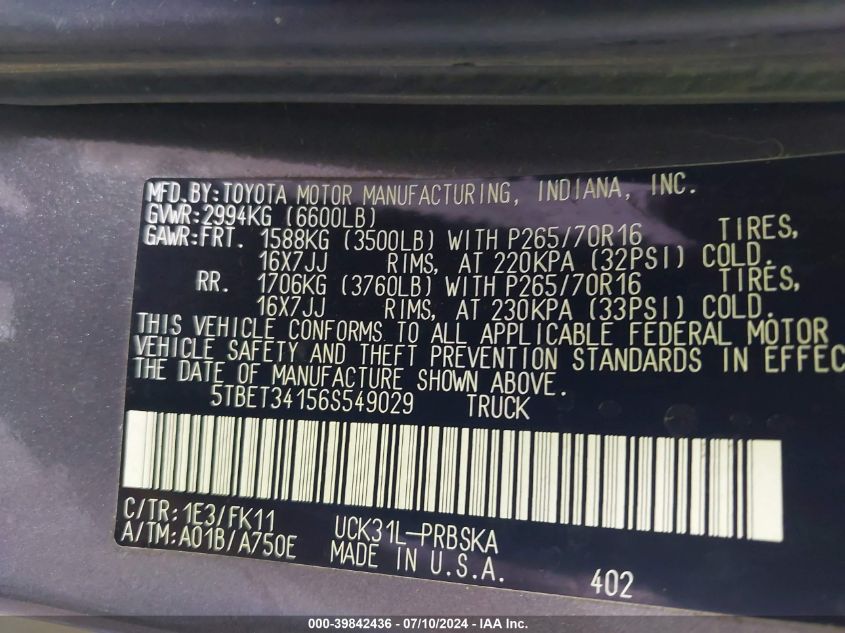 MFD. BY: TOYOTA MOTOR MANUFACTURING, INDIANA, INC.
GVWR: 2994KG (6600LB)
GAWR: FRT. 1588KG (3500LB) WITH P265/70R16 TIRES,
16X7JJ RIMS, AT 220KPA (32PSI) COLD.
RR. 1706KG (3760LB) WITH P265/70R16 TIRES,
16X7JJ RIMS, AT 230KPA (33PSI) COLD.
THIS VEHICLE CONFORMS TO ALL APPLICABLE FEDERAL MOTOR
VEHICLE SAFETY AND THEFT PREVENTION STANDARDS IN EFFEC
THE DATE OF MANUFACTURE SHOWN ABOVE.
5TBET34156S549029 TRUCK
C/TR: 1E3/FK11 UCK31L-PRBSKA
A/TM: A01B/A750E MADE IN U.S.A. 402
000-39842436 - 07/10/2024 - IAA Inc.